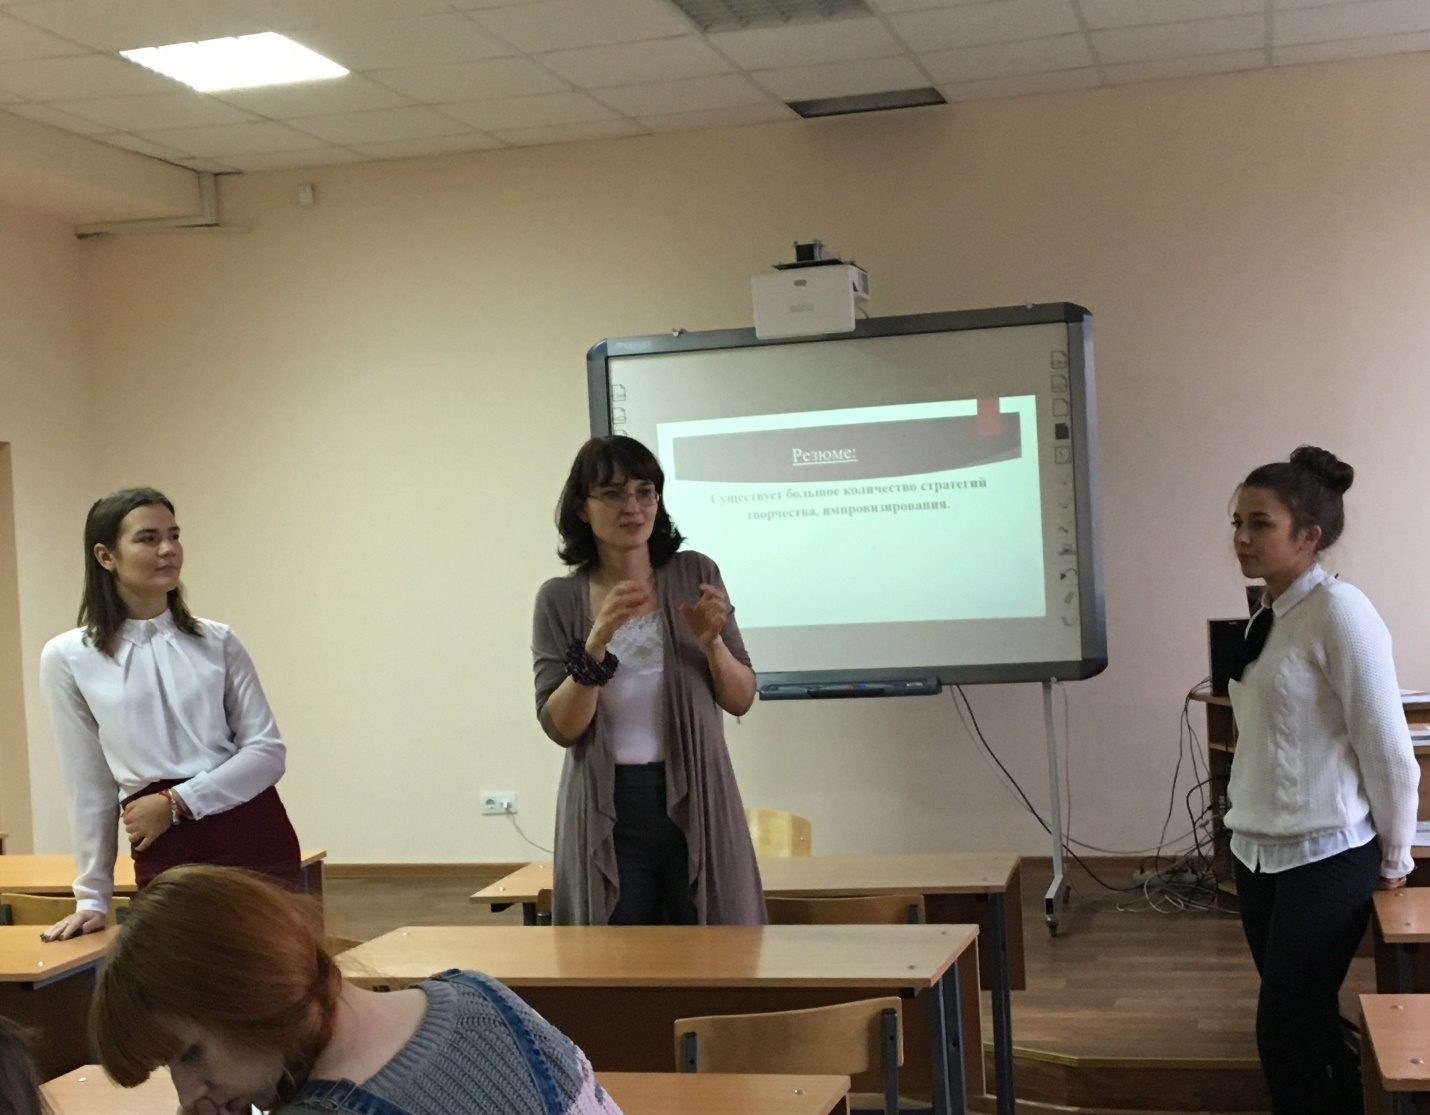 Резюме:
Существует большое количество стратегий
творчества, импровизирования.